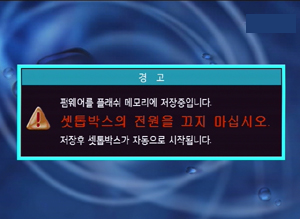 경 고
펌웨어를 플래쉬 메모리에 저장중입니다.
셋톱박스의 전원을 끄지 마십시오.
저장후 셋톱박스가 자동으로 시작됩니다.